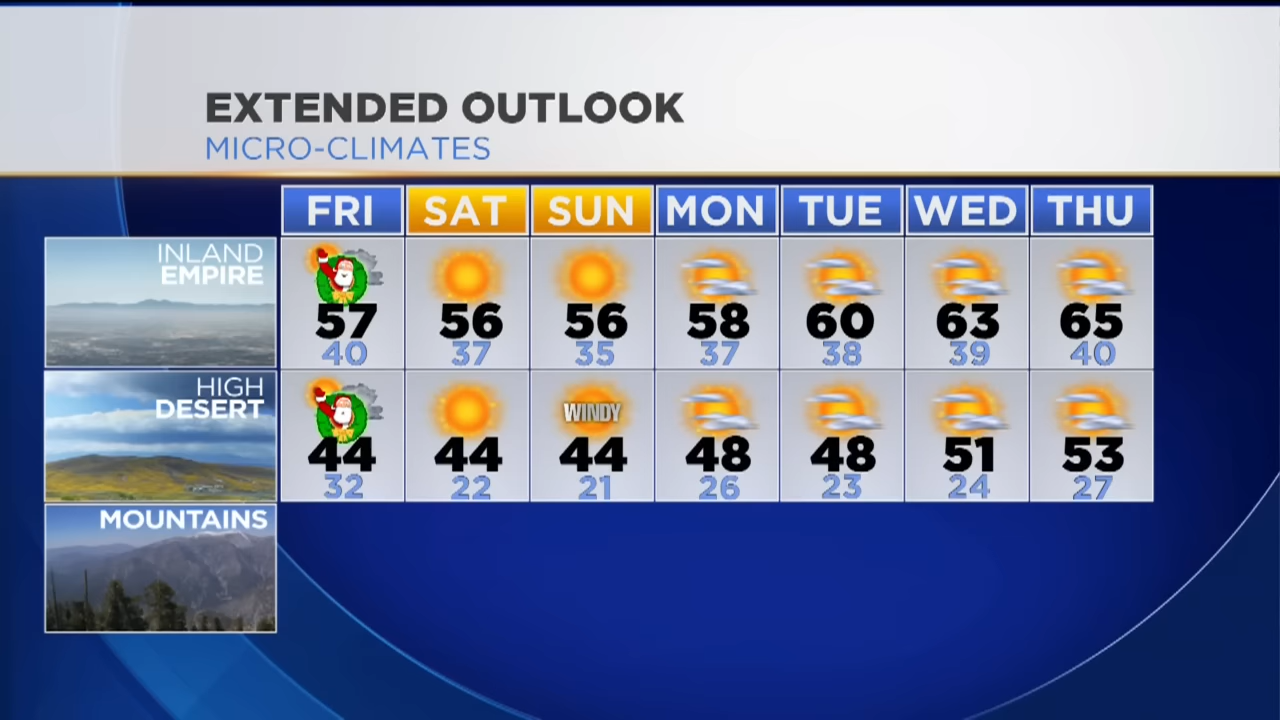 EXTENDED OUTLOOK
MICRO-CLIMATES
FRI SAT SUN MON TUE WED THU
INLAND
EMPIRE
57 56 56 58 60 63 65
40 37 35 37 38 39 40
HIGH
DESERT
WINDY
44 44 44 48 48 51 53
32 22 21 26 23 24 27
MOUNTAINS